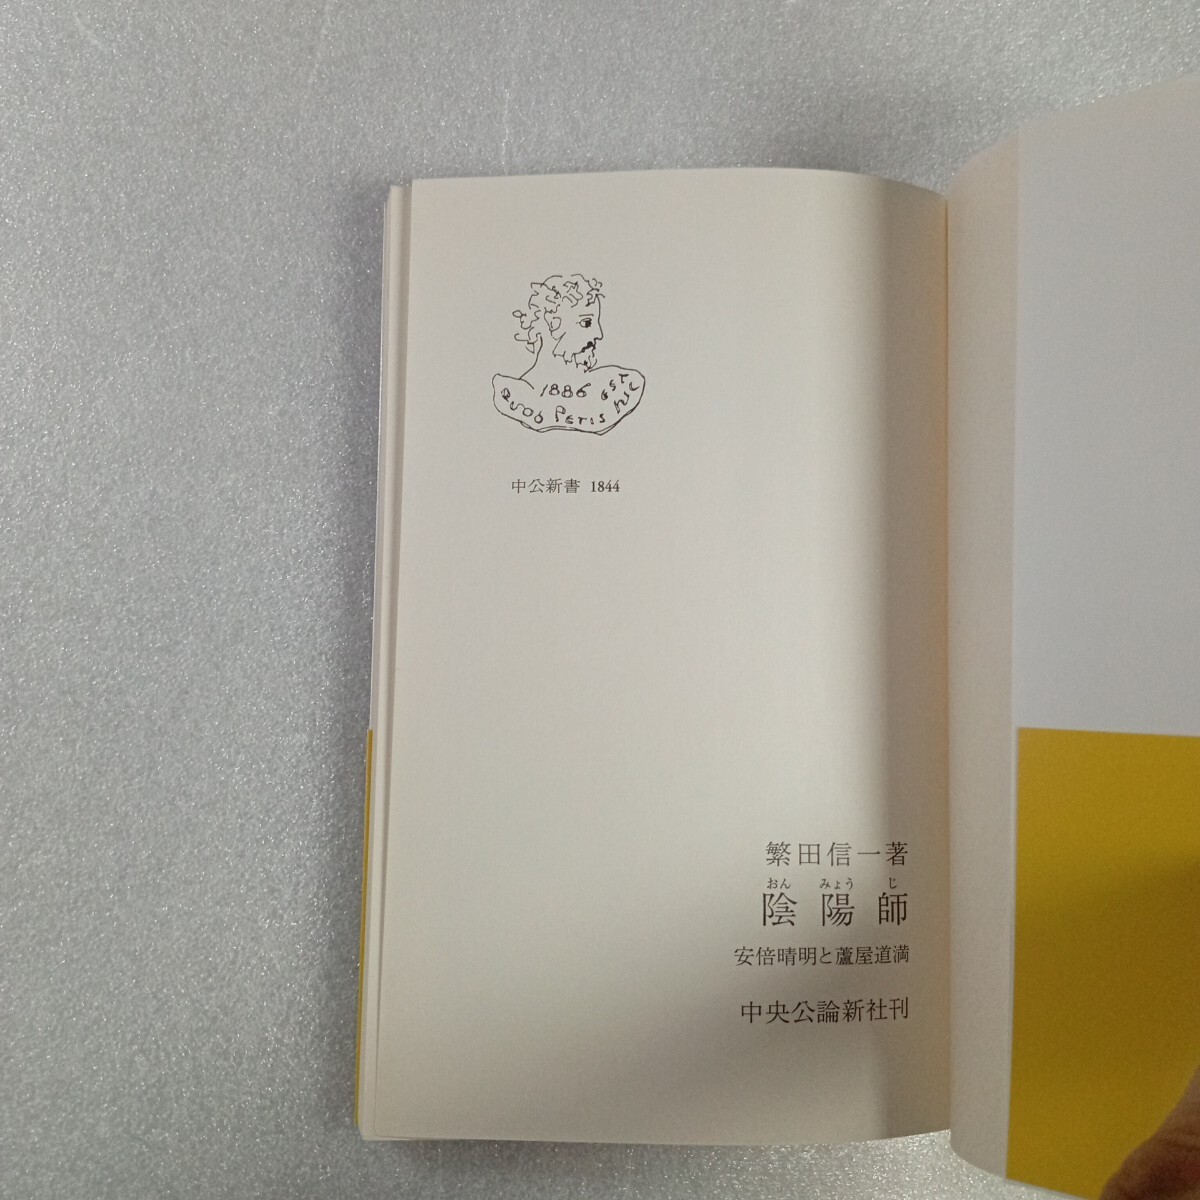 1886 EST
QUOD PETIS HIC
中公新書 1844
繁田信一著
おん みょう じ
陰陽師
安倍晴明と蘆屋道満
中央公論新社刊